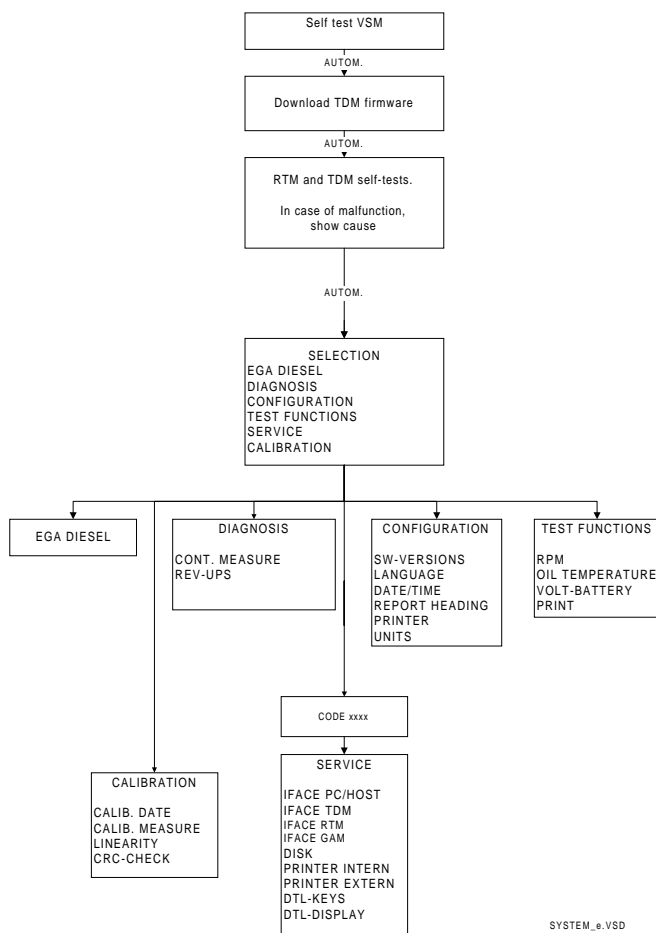 Self test VSM
AUTOM.
Download TDM firmware
AUTOM.
RTM and TDM self-tests.
In case of malfunction,
show cause
AUTOM.
SELECTION
EGA DIESEL
DIAGNOSIS
CONFIGURATION
TEST FUNCTIONS
SERVICE
CALIBRATION
EGA DIESEL
DIAGNOSIS
CONT. MEASURE
REV-UPS
CONFIGURATION
SW-VERSIONS
LANGUAGE
DATE/TIME
REPORT HEADING
PRINTER
UNITS
TEST FUNCTIONS
RPM
OIL TEMPERATURE
VOLT-BATTERY
PRINT
CODE xxxx
CALIBRATION
CALIB. DATE
CALIB. MEASURE
LINEARITY
CRC-CHECK
SERVICE
IFACE PC/HOST
IFACE TDM
IFACE RTM
IFACE GAM
DISK
PRINTER INTERN
PRINTER EXTERN
DTL-KEYS
DTL-DISPLAY
SYSTEM_e.VSD